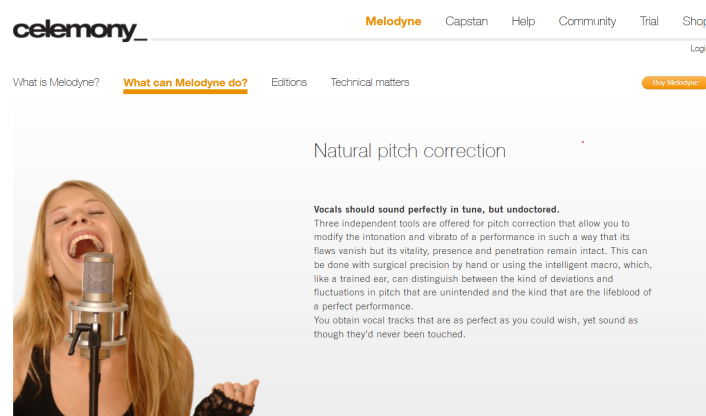 celemony_
Melodyne Capstan Help Community Trial Shop
Logi
What is Melodyne? What can Melodyne do? Editions Technical matters Buy Melodyne
Natural pitch correction
Vocals should sound perfectly in tune, but undoctored.
Three independent tools are offered for pitch correction that allow you to
modify the intonation and vibrato of a performance in such a way that its
flaws vanish but its vitality, presence and penetration remain intact. This can
be done with surgical precision by hand or using the intelligent macro, which,
like a trained ear, can distinguish between the kind of deviations and
fluctuations in pitch that are unintended and the kind that are the lifeblood of
a perfect performance.
You obtain vocal tracks that are as perfect as you could wish, yet sound as
though they'd never been touched.